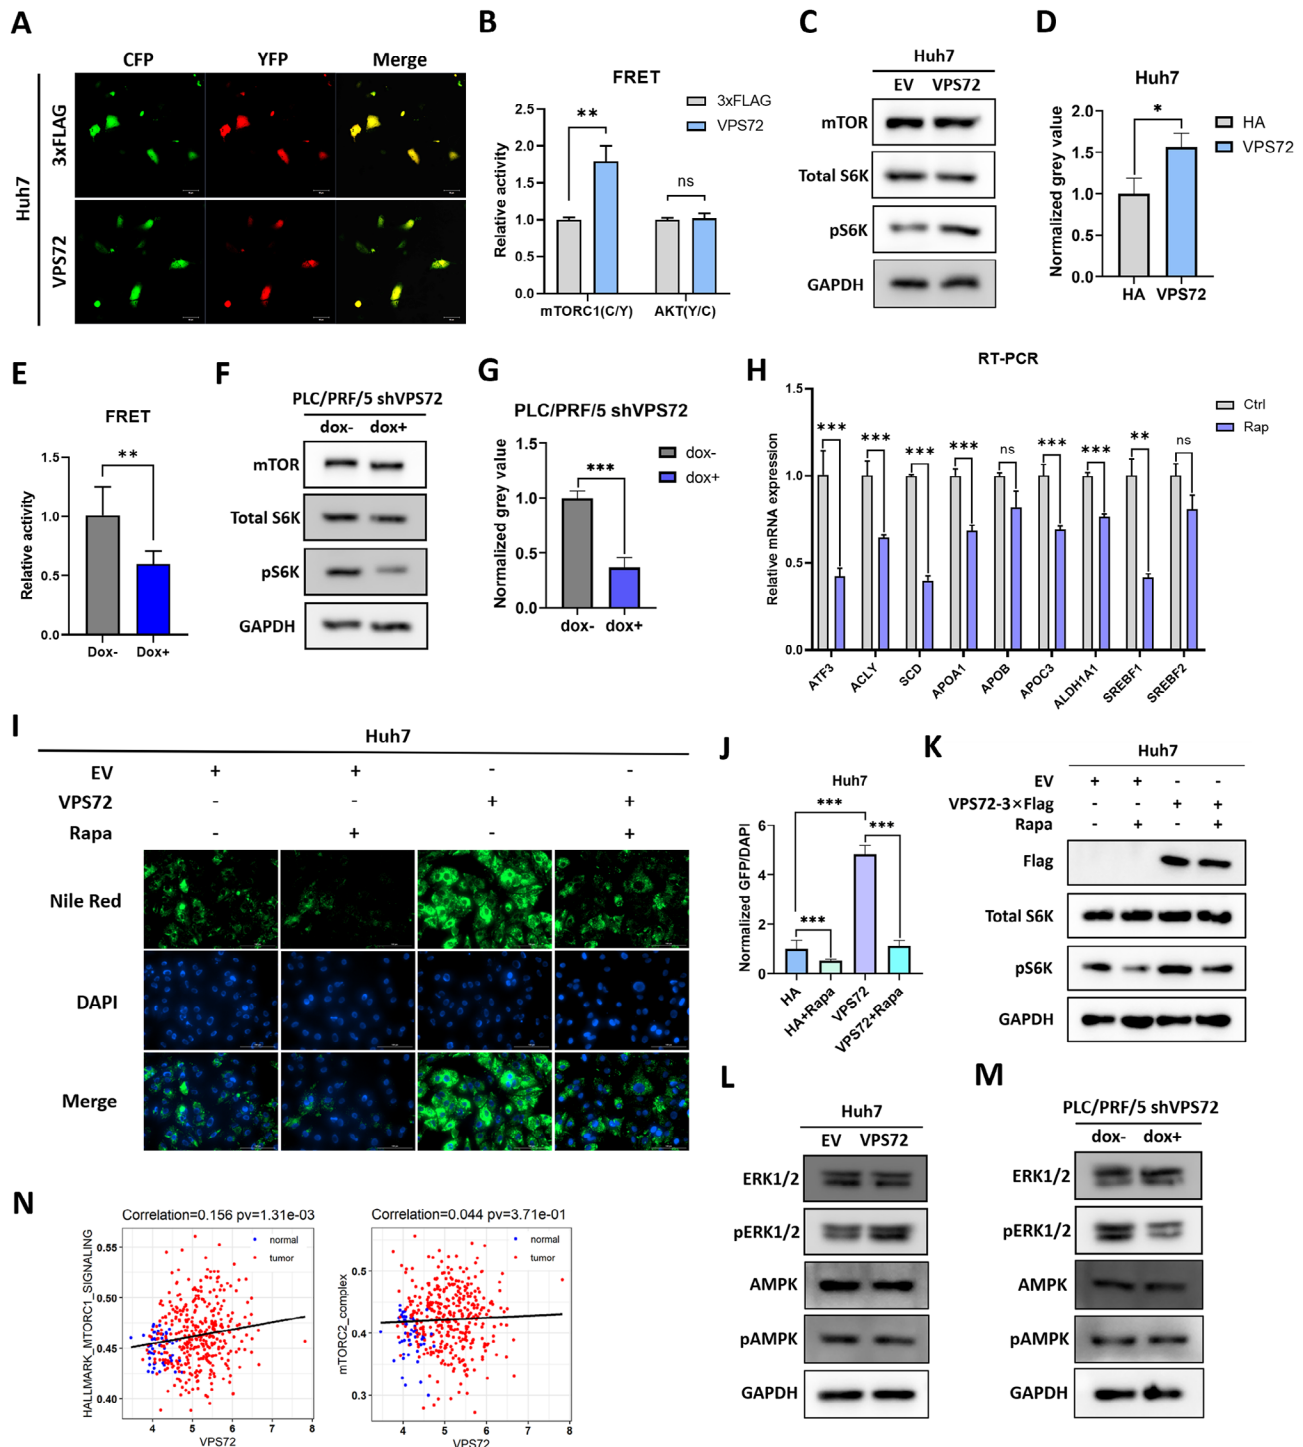 A
CFP YFP Merge
Huh7
3xFLAG
VPS72
B
FRET
3xFLAG
VPS72
Relative activity
2.5
2.0
1.5
1.0
0.5
0.0
**
ns
mTORC1(C/Y) AKT(Y/C)
C
Huh7
EV VPS72
mTOR
Total S6K
pS6K
GAPDH
D
Huh7
HA
VPS72
Normalized grey value
2.0
1.5
1.0
0.5
0.0
*
HA VPS72
E
FRET
Relative activity
1.5
1.0
0.5
0.0
**
Dox- Dox+
F
PLC/PRF/5 shVPS72
dox- dox+
mTOR
Total S6K
pS6K
GAPDH
G
PLC/PRF/5 shVPS72
dox-
dox+
Normalized grey value
1.5
1.0
0.5
0.0
***
dox- dox+
H
RT-PCR
Ctrl
Rap
Relative mRNA expression
1.5
1.0
0.5
0.0
*** *** *** *** ns *** *** ** ns
ATF3 ACLY SCD APOA1 APOB APOC3 ALDH1A1 SREBF1 SREBF2
I
Huh7
EV + + - -
VPS72 - - + +
Rapa - + - +
Nile Red
DAPI
Merge
J
Huh7
Normalized GFP/DAPI
6
4
2
0
***
***
***
HA HA+Rapa VPS72 VPS72+Rapa
K
Huh7
EV + + - -
VPS72-3×Flag - - + +
Rapa - + - +
Flag
Total S6K
pS6K
GAPDH
L
Huh7
EV VPS72
ERK1/2
pERK1/2
AMPK
pAMPK
GAPDH
M
PLC/PRF/5 shVPS72
dox- dox+
ERK1/2
pERK1/2
AMPK
pAMPK
GAPDH
N
Correlation=0.156 pv=1.31e-03
normal
tumor
HALLMARK_MTORC1_SIGNALING
0.55
0.50
0.45
0.40
4 5 6 7 8
VPS72
Correlation=0.044 pv=3.71e-01
normal
tumor
mTORC2_complex
0.5
0.4
0.3
4 5 6 7 8
VPS72